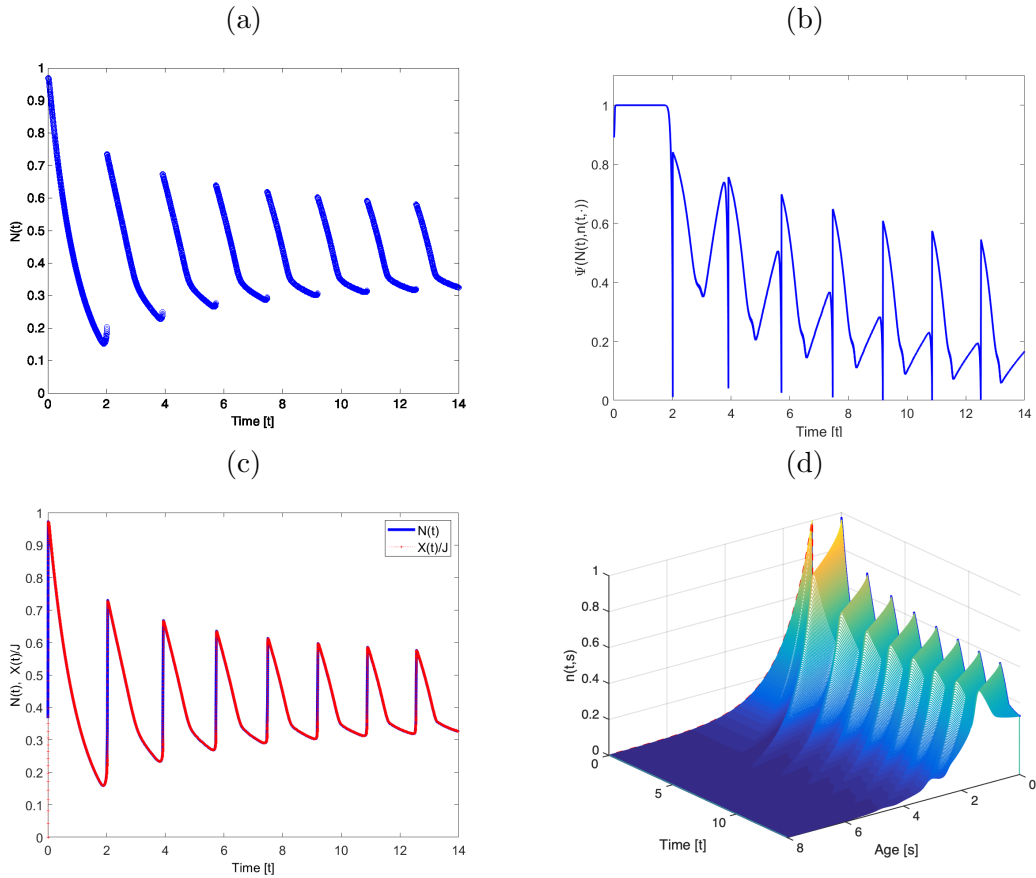 (a)
1
0.9
0.8
0.7
0.6
0.5
0.4
0.3
0.2
0.1
0
N(t)
0 2 4 6 8 10 12 14
Time [t]
(b)
1
0.8
0.6
0.4
0.2
0
Ψ(N(t),n(t,·))
0 2 4 6 8 10 12 14
Time [t]
(c)
1
0.9
0.8
0.7
0.6
0.5
0.4
0.3
0.2
0.1
0
N(t), X(t)/J
N(t)
X(t)/J
0 2 4 6 8 10 12 14
Time [t]
(d)
1
0.8
0.6
0.4
0.2
0
n(t,s)
0
5
10
Time [t]
8
6
4
2
0
Age [s]